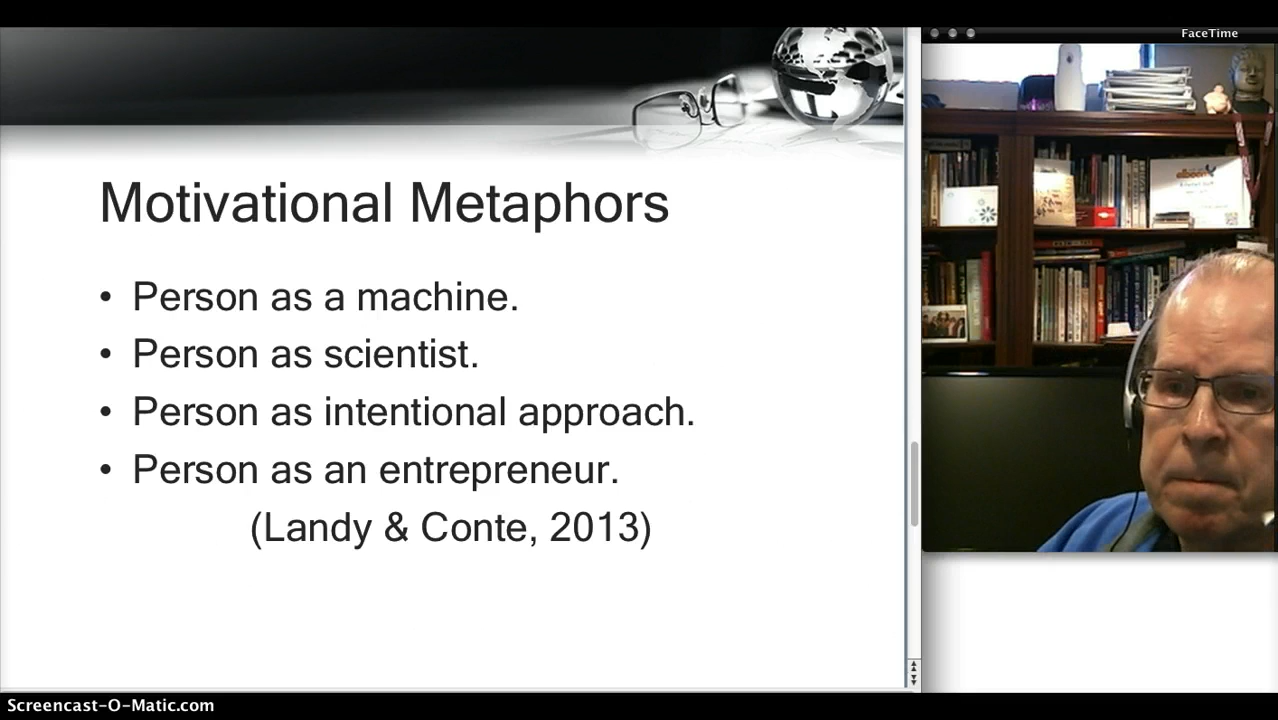 FaceTime
Motivational Metaphors
• Person as a machine.
• Person as scientist.
• Person as intentional approach.
• Person as an entrepreneur.
(Landy & Conte, 2013)
Screencast-O-Matic.com